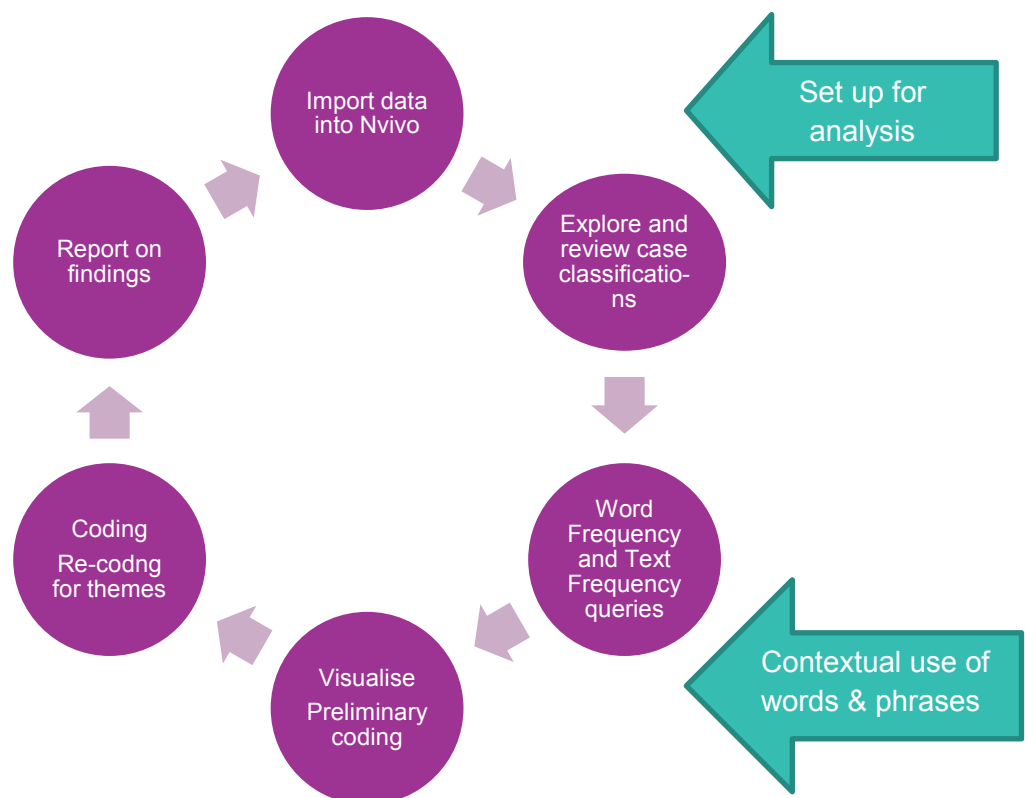 Import data
into Nvivo
Set up for
analysis
Explore and
review case
classificatio-
ns
Word
Frequency
and Text
Frequency
queries
Contextual use of
words & phrases
Visualise
Preliminary
coding
Coding
Re-codng
for themes
Report on
findings